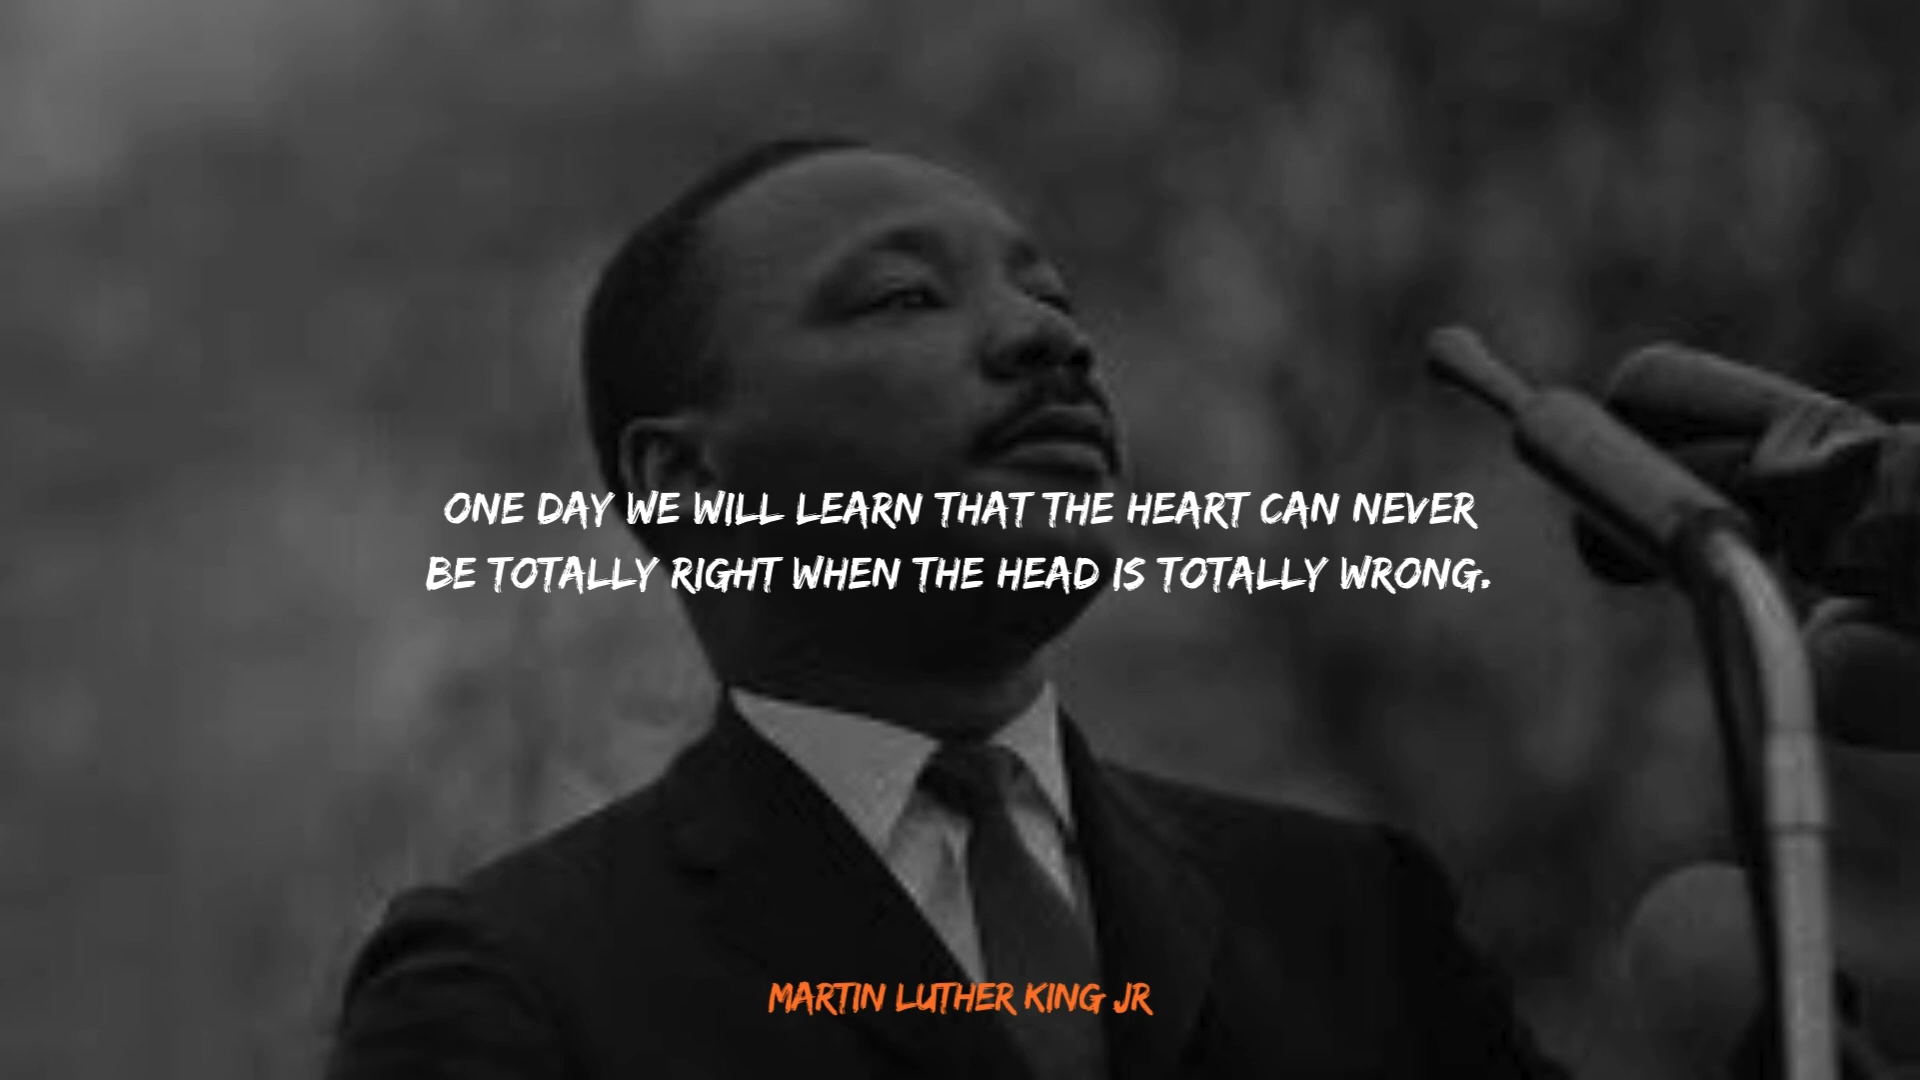 ONE DAY WE WILL LEARN THAT THE HEART CAN NEVER
BE TOTALLY RIGHT WHEN THE HEAD IS TOTALLY WRONG.
MARTIN LUTHER KING JR